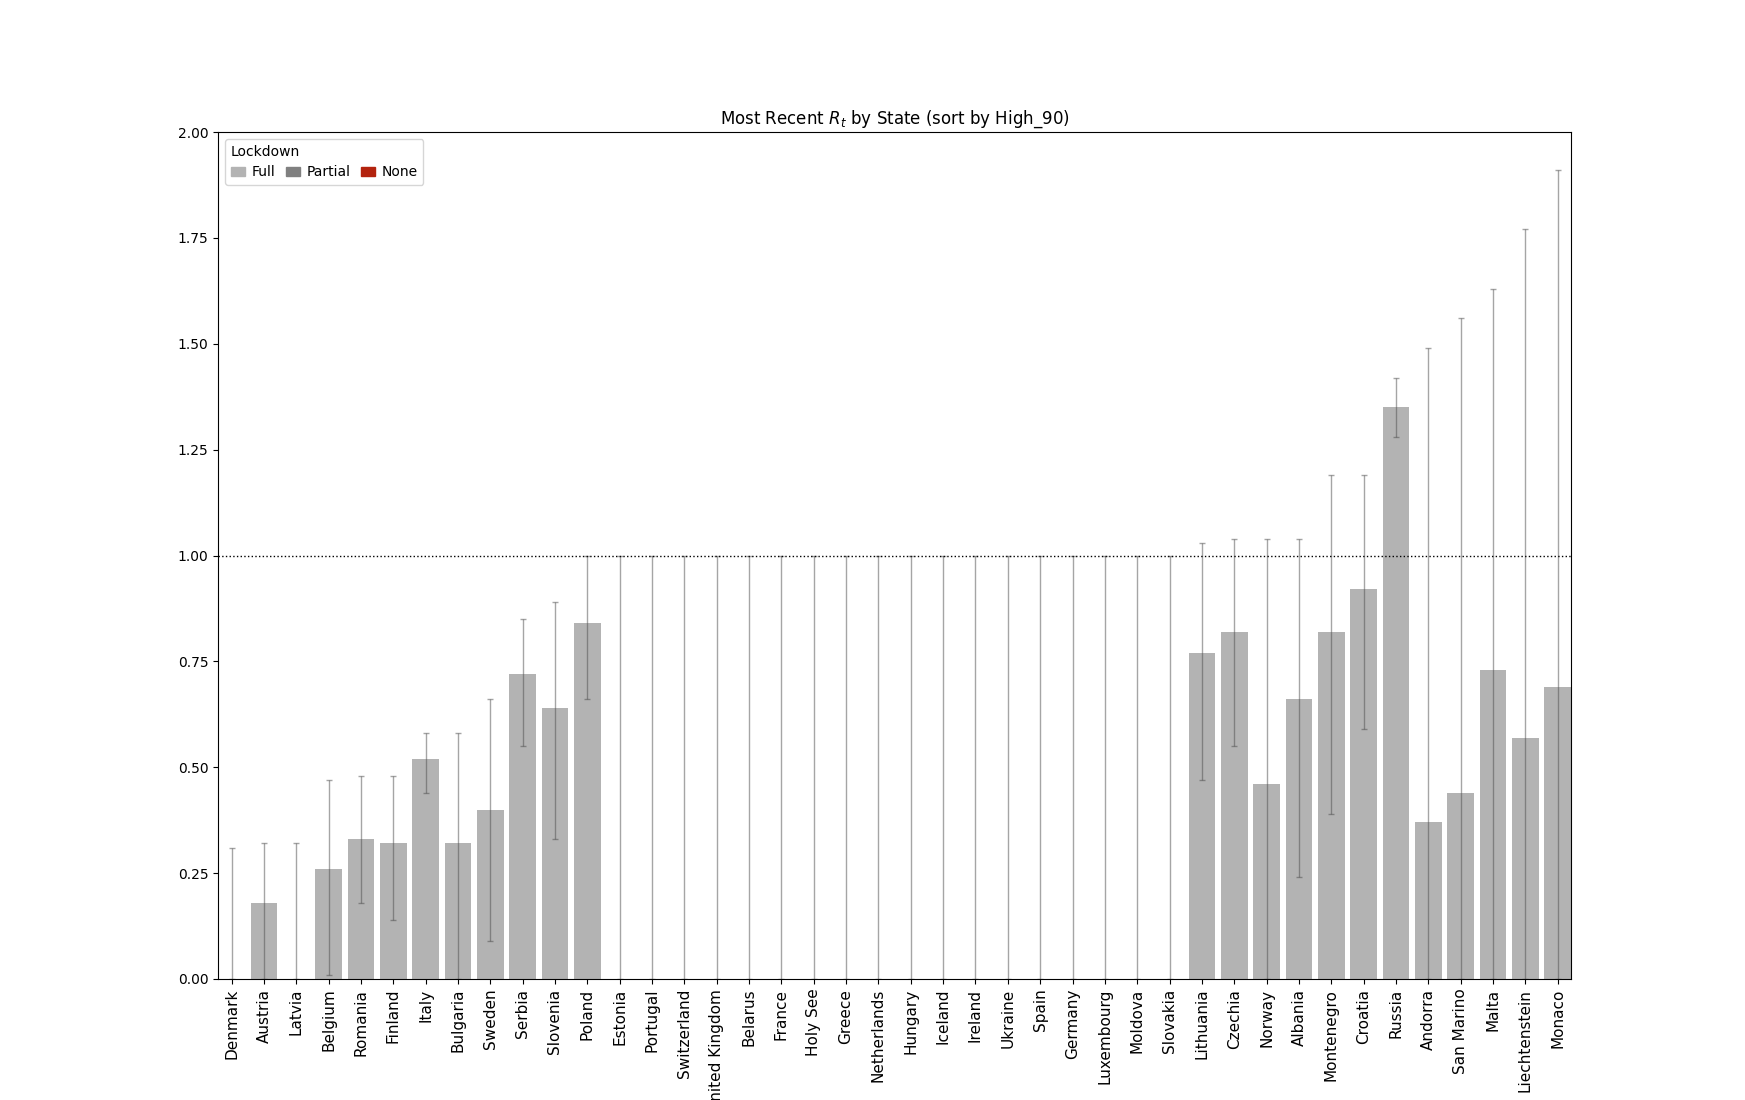 Most Recent R_t by State (sort by High_90)
Lockdown
Full Partial None
2.00
1.75
1.50
1.25
1.00
0.75
0.50
0.25
0.00
Denmark
Austria
Latvia
Belgium
Romania
Finland
Italy
Bulgaria
Sweden
Serbia
Slovenia
Poland
Estonia
Portugal
Switzerland
nited Kingdom
Belarus
France
Holy See
Greece
Netherlands
Hungary
Iceland
Ireland
Ukraine
Spain
Germany
Luxembourg
Moldova
Slovakia
Lithuania
Czechia
Norway
Albania
Montenegro
Croatia
Russia
Andorra
San Marino
Malta
Liechtenstein
Monaco